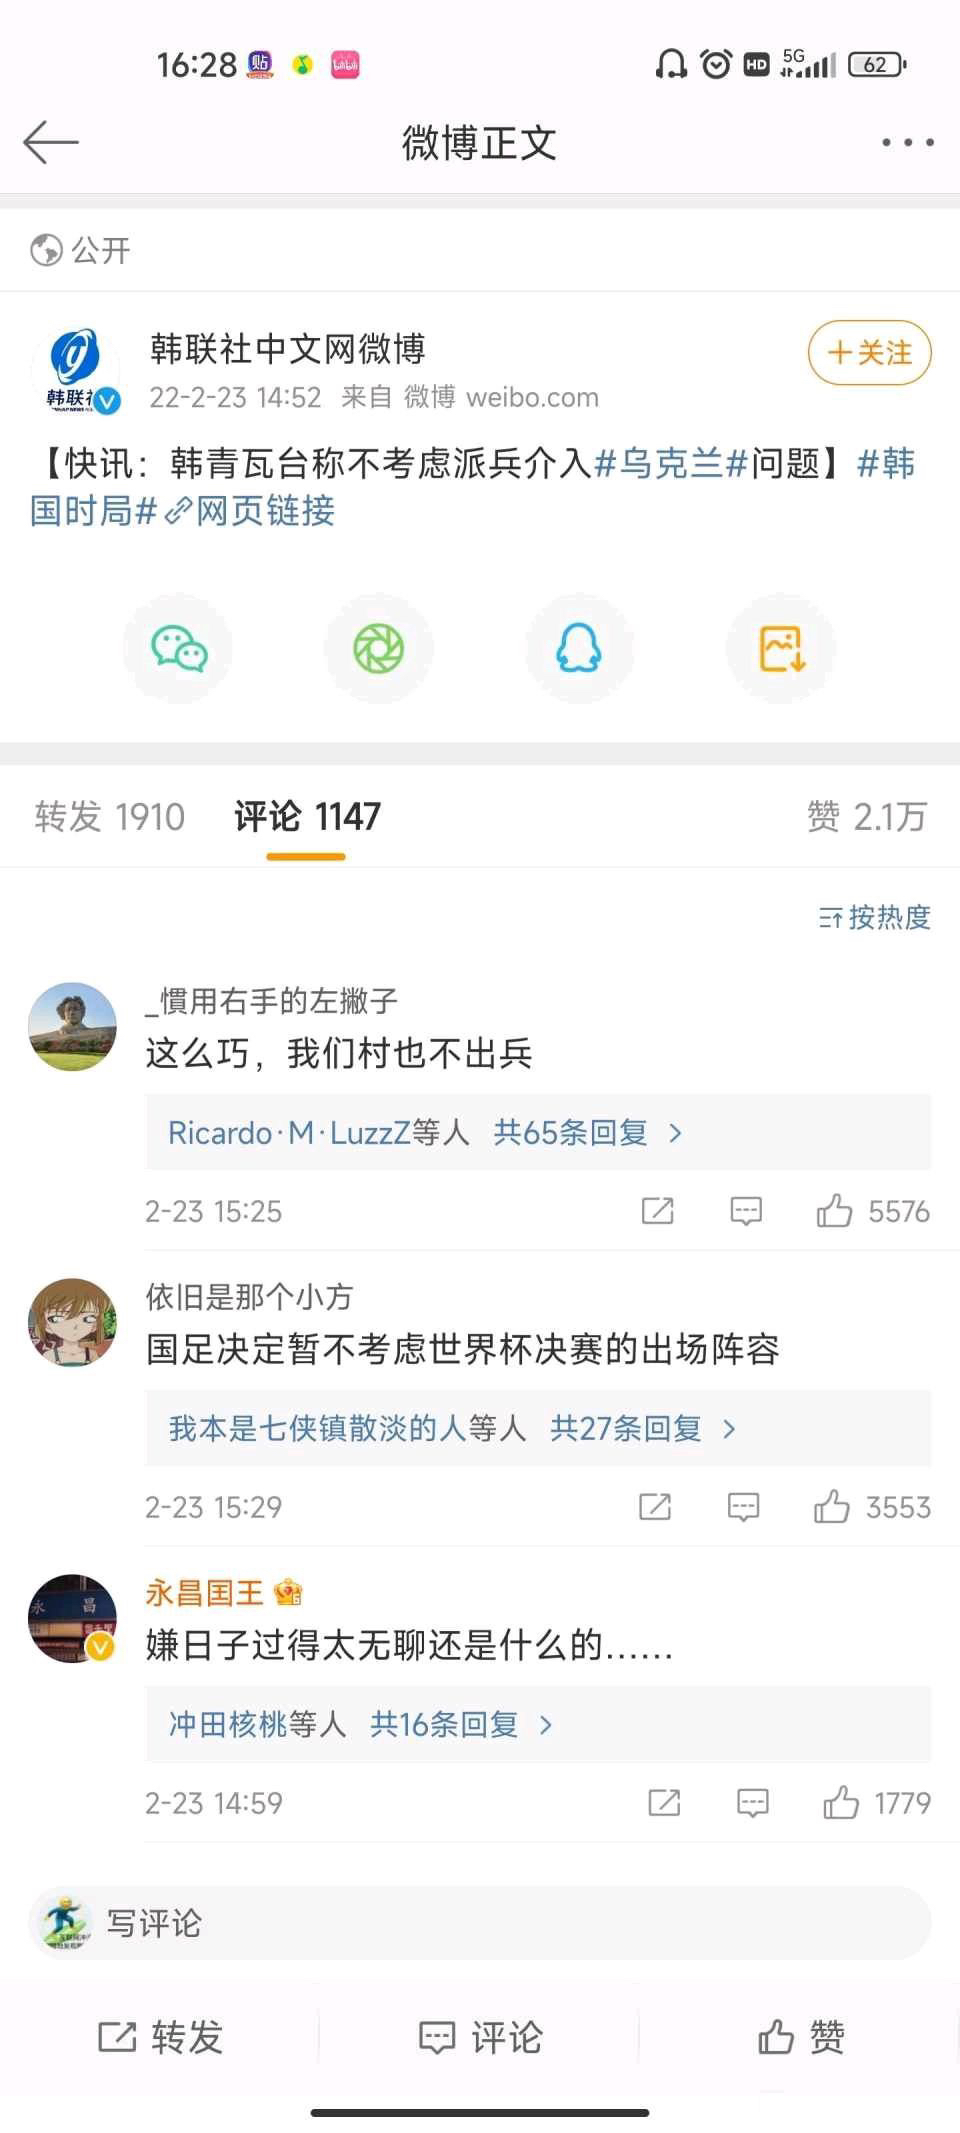 16:28 贴 bilibili HD 5G 62
微博正文
公开
韩联社中文网微博
+关注
22-2-23 14:52 来自 微博 weibo.com
【快讯：韩青瓦台称不考虑派兵介入#乌克兰#问题】#韩
国时局#网页链接
转发 1910 评论 1147 赞 2.1万
按热度
_慣用右手的左撇子
这么巧，我们村也不出兵
Ricardo·M·LuzzZ等人 共65条回复 >
2-23 15:25 5576
依旧是那个小方
国足决定暂不考虑世界杯决赛的出场阵容
我本是七侠镇散淡的人等人 共27条回复 >
2-23 15:29 3553
永昌
永昌国王
嫌日子过得太无聊还是什么的......
冲田核桃等人 共16条回复 >
2-23 14:59 1779
写评论
转发 评论 赞